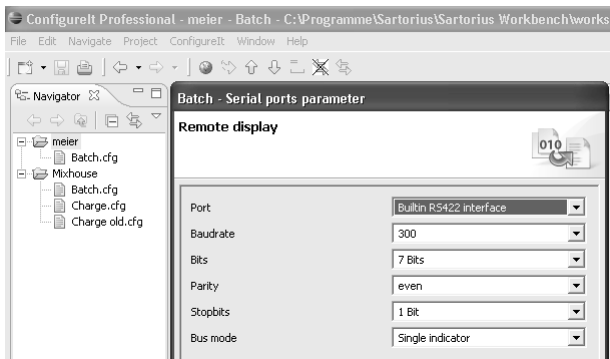 ConfigureIt Professional - meier - Batch - C:\Programme\Sartorius\Sartorius Workbench\works
File Edit Navigate Project ConfigureIt Window Help
Navigator
Batch - Serial ports parameter
Remote display
010
meier
Batch.cfg
Mixhouse
Batch.cfg
Charge.cfg
Charge old.cfg
Port Builtin RS422 interface
Baudrate 300
Bits 7 Bits
Parity even
Stopbits 1 Bit
Bus mode Single indicator